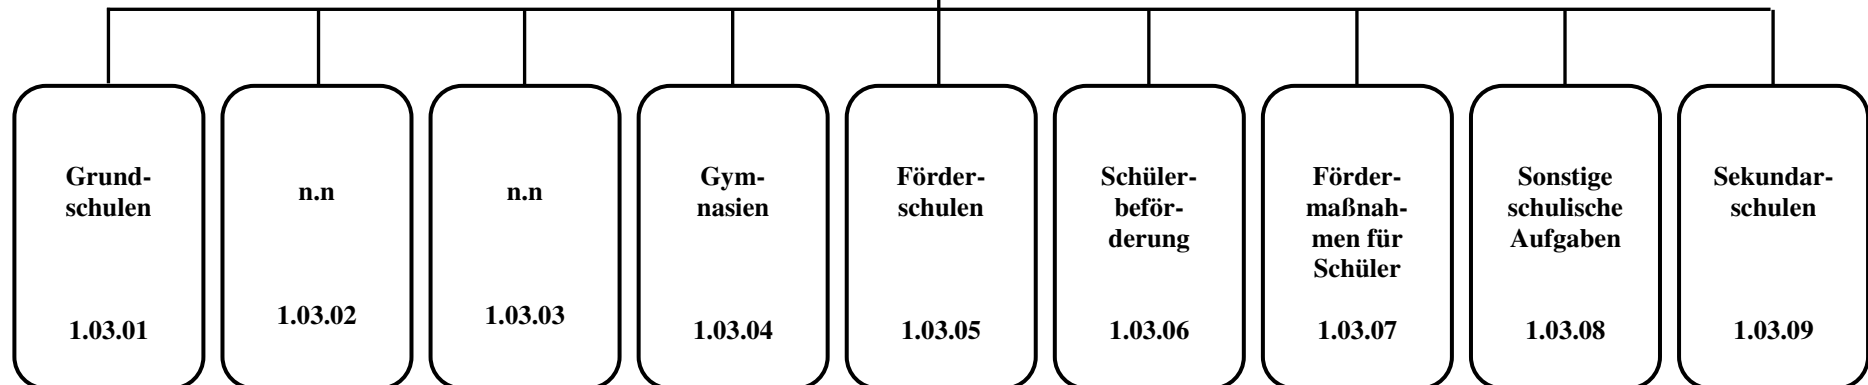 Grund-
schulen
1.03.01
n.n
1.03.02
n.n
1.03.03
Gym-
nasien
1.03.04
Förder-
schulen
1.03.05
Schüler-
beför-
derung
1.03.06
Förder-
maßnah-
men für
Schüler
1.03.07
Sonstige
schulische
Aufgaben
1.03.08
Sekundar-
schulen
1.03.09